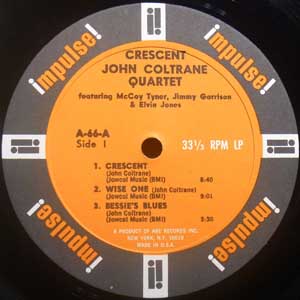 impulse!
impulse!
impulse!
impulse!
CRESCENT
JOHN COLTRANE
QUARTET
featuring McCoy Tyner, Jimmy Garrison
& Elvin Jones
A-66-A
Side 1
33⅓ RPM LP
1. CRESCENT
(John Coltrane)
Jowcol Music (BMI) 8:40
2. WISE ONE (John Coltrane)
Jowcol Music (BMI) 9:01
3. BESSIE'S BLUES
(John Coltrane)
Jowcol Music (BMI) 3:30
A PRODUCT OF ABC RECORDS INC.
NEW YORK, N.Y. 10019
MADE IN U.S.A.